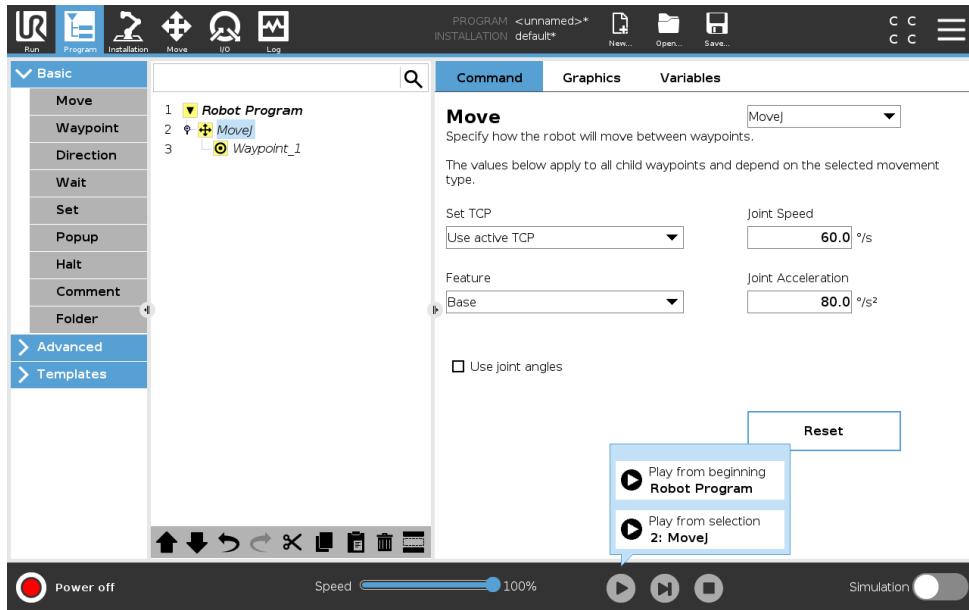 UR
Run
Program
Installation
Move
I/O
Log
PROGRAM <unnamed>*
INSTALLATION default*
New...
Open...
Save...
C C
C C
Basic
Move
Waypoint
Direction
Wait
Set
Popup
Halt
Comment
Folder
Advanced
Templates
1 Robot Program
2 MoveJ
3 Waypoint_1
Command
Graphics
Variables
Move
MoveJ
Specify how the robot will move between waypoints.
The values below apply to all child waypoints and depend on the selected movement
type.
Set TCP
Joint Speed
Use active TCP
60.0 °/s
Feature
Joint Acceleration
Base
80.0 °/s²
Use joint angles
Reset
Play from beginning
Robot Program
Play from selection
2: MoveJ
Power off
Speed
100%
Simulation